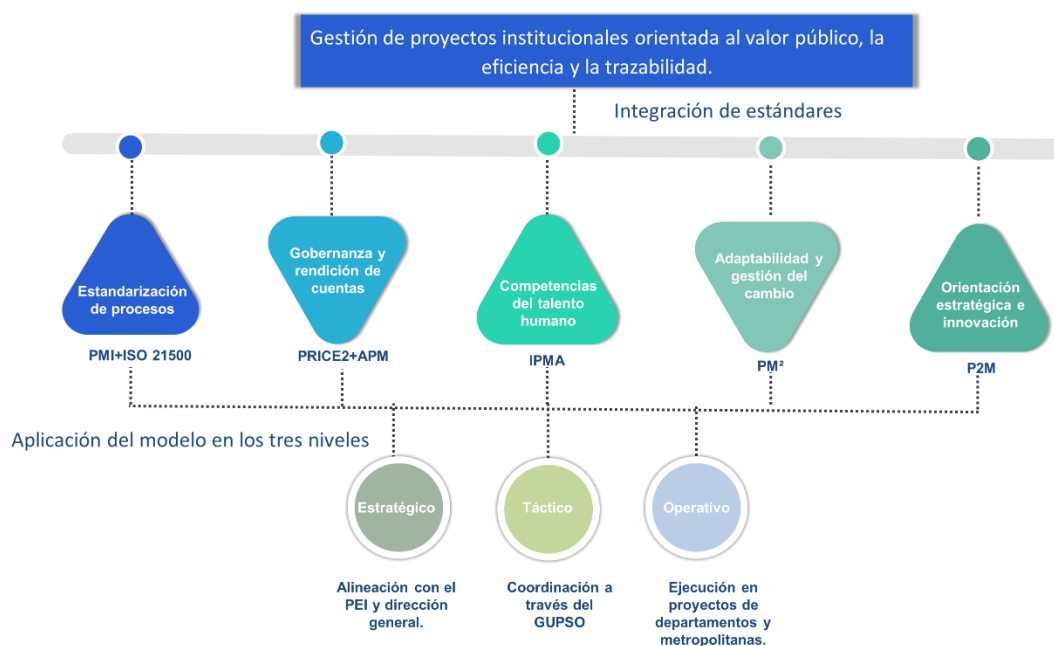 Gestión de proyectos institucionales orientada al valor público, la
eficiencia y la trazabilidad.
Integración de estándares
Estandarización
de procesos
PMI+ISO 21500
Gobernanza y
rendición de
cuentas
PRICE2+APM
Competencias
del talento
humano
IPMA
Adaptabilidad y
gestión del
cambio
PM²
Orientación
estratégica e
innovación
P2M
Aplicación del modelo en los tres niveles
Estratégico
Alineación con el
PEI y dirección
general.
Táctico
Coordinación a
través del
GUPSO
Operativo
Ejecución en
proyectos de
departamentos y
metropolitanas.